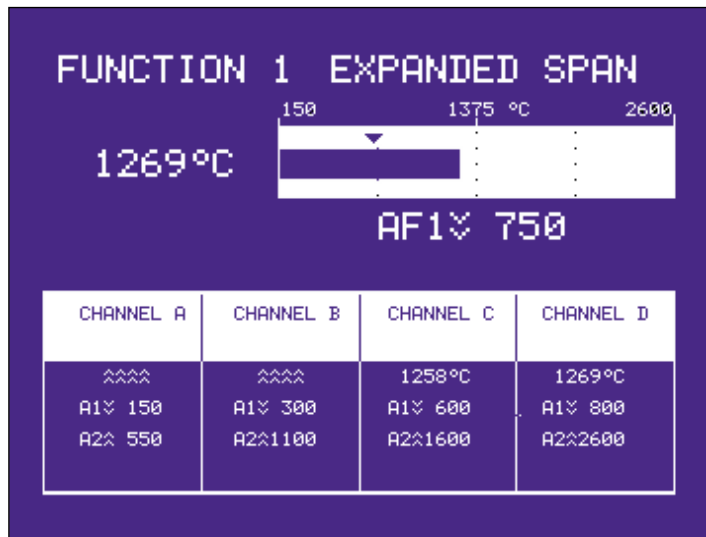 FUNCTION 1 EXPANDED SPAN
150 1375 °C 2600
1269°C
AF1⌄⌄ 750
CHANNEL A CHANNEL B CHANNEL C CHANNEL D
^^^^ ^^^^ 1258°C 1269°C
A1⌄⌄ 150 A1⌄⌄ 300 A1⌄⌄ 600 A1⌄⌄ 800
A2^^ 550 A2^^1100 A2^^1600 A2^^2600